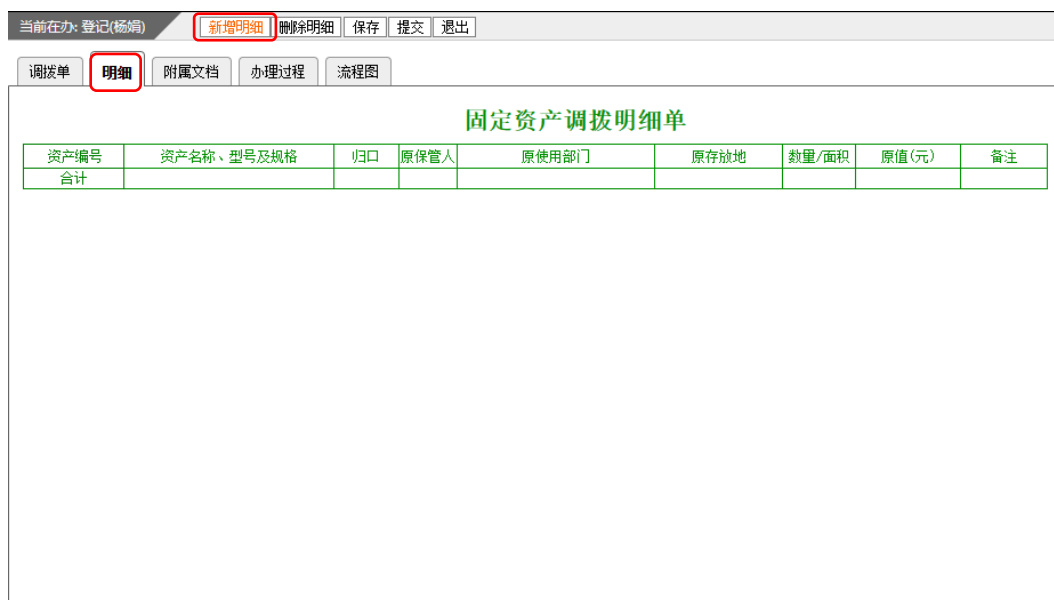 当前在办: 登记(杨娟) 新增明细 删除明细 保存 提交 退出
调拨单 明细 附属文档 办理过程 流程图
固定资产调拨明细单
资产编号 资产名称、型号及规格 归口 原保管人 原使用部门 原存放地 数量/面积 原值(元) 备注
合计